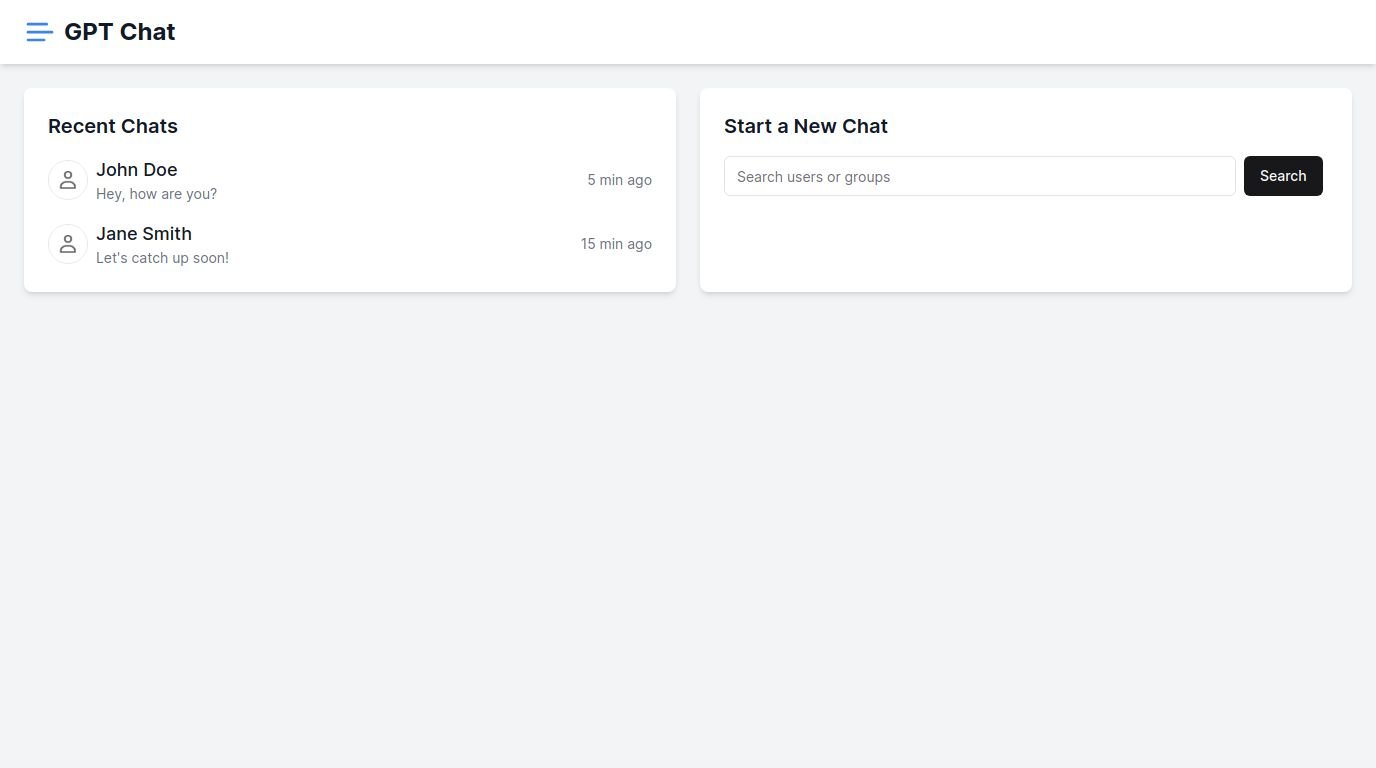 GPT Chat
Recent Chats
John Doe
Hey, how are you?
5 min ago
Jane Smith
Let's catch up soon!
15 min ago
Start a New Chat
Search users or groups
Search